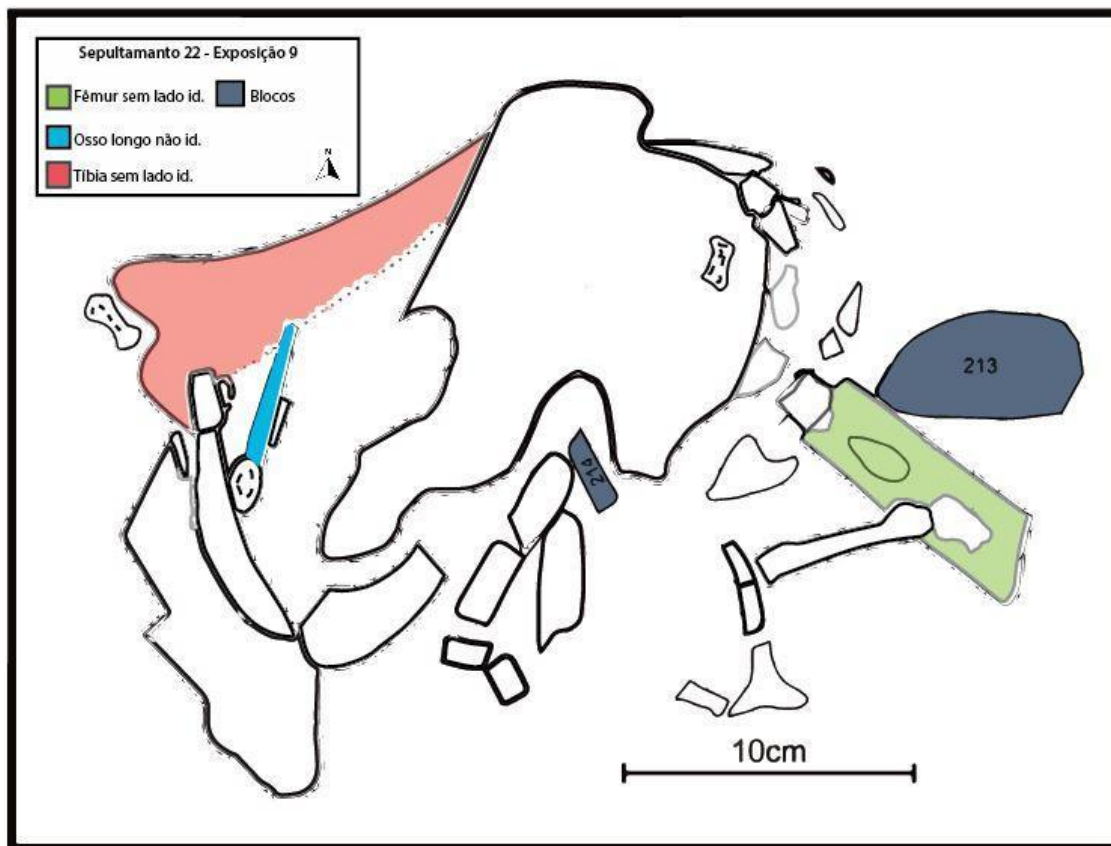 Sepultamanto 22 - Exposição 9
Fêmur sem lado id.
Blocos
Osso longo não id.
Tíbia sem lado id.
N
213
214
10cm